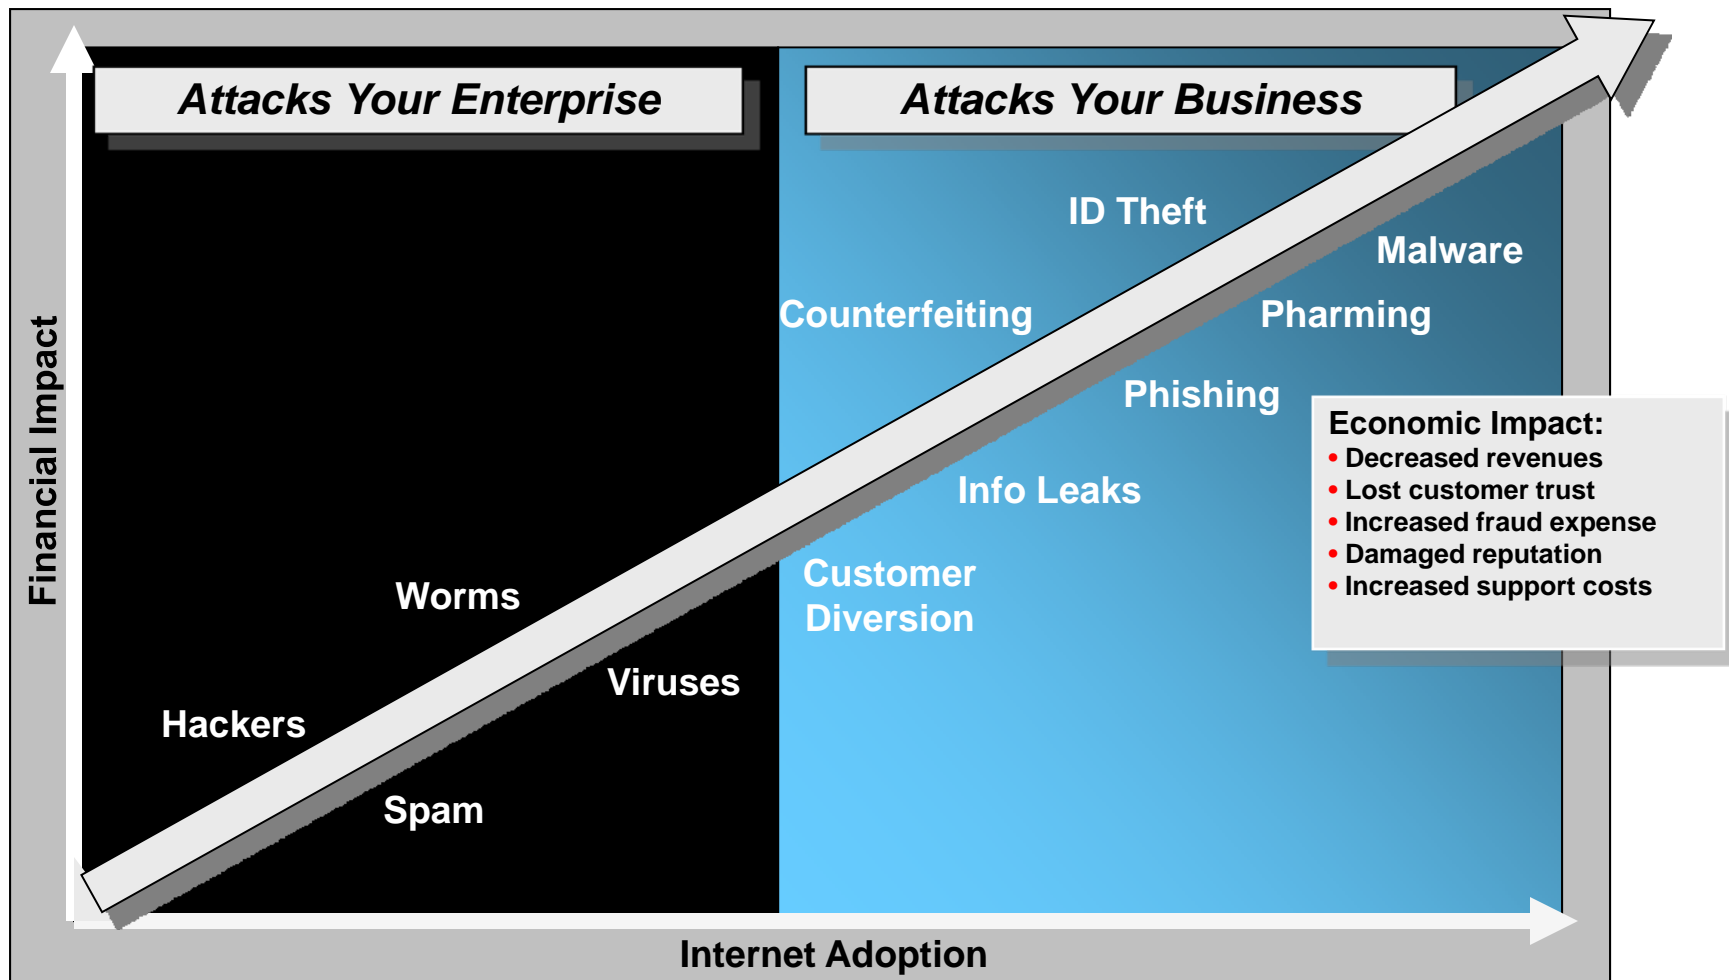 Attacks Your Enterprise
Attacks Your Business
ID Theft
Malware
Counterfeiting
Pharming
Phishing
Economic Impact:
• Decreased revenues
• Lost customer trust
• Increased fraud expense
• Damaged reputation
• Increased support costs
Info Leaks
Customer
Diversion
Worms
Viruses
Hackers
Spam
Financial Impact
Internet Adoption